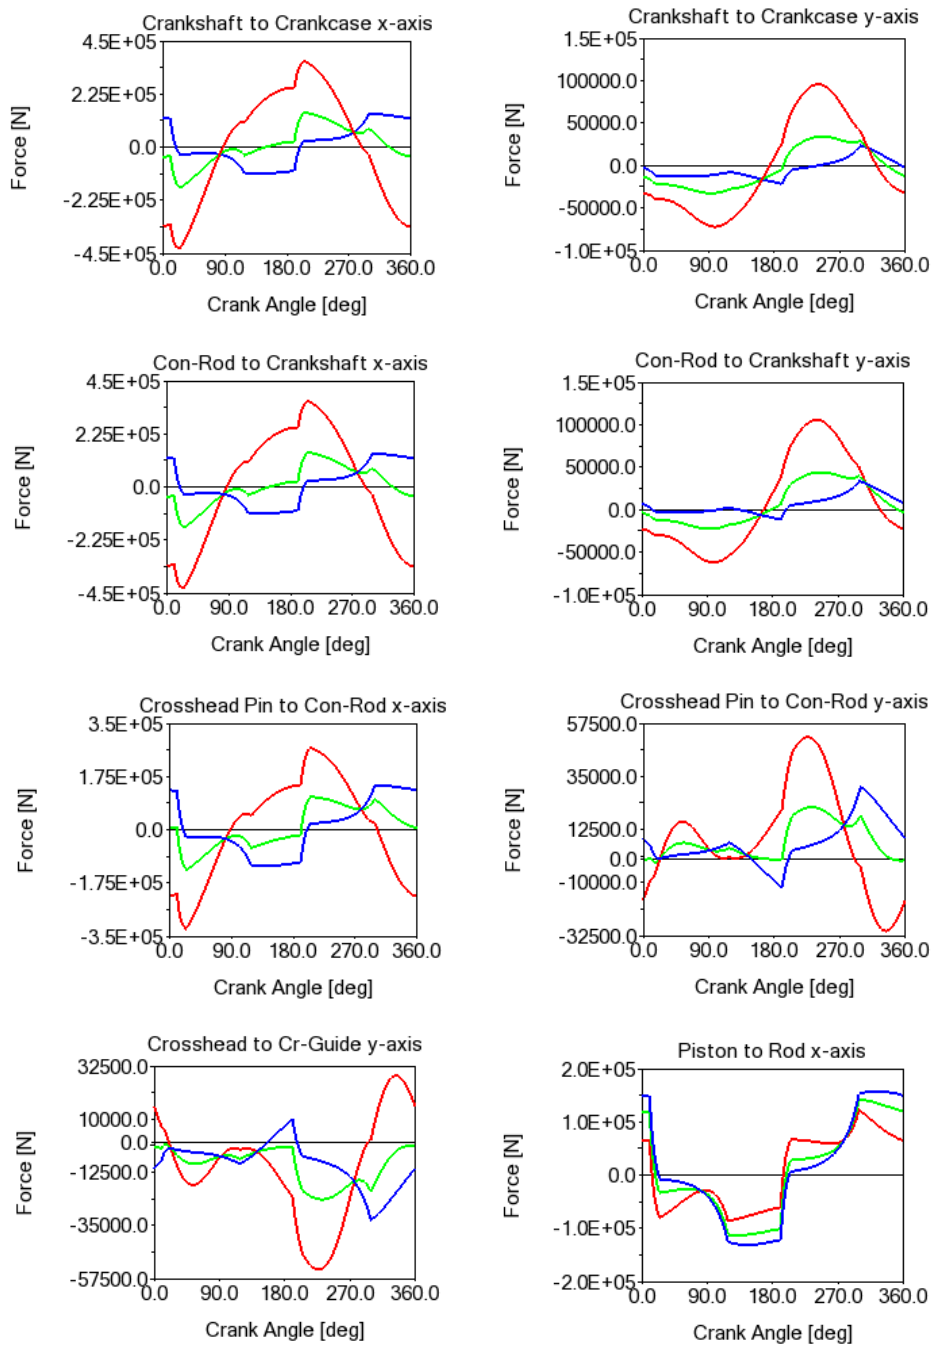 Crankshaft to Crankcase x-axis
4.5E+05
2.25E+05
0.0
-2.25E+05
-4.5E+05
Force [N]
0.0 90.0 180.0 270.0 360.0
Crank Angle [deg]
Crankshaft to Crankcase y-axis
1.5E+05
100000.0
50000.0
0.0
-50000.0
-1.0E+05
Force [N]
0.0 90.0 180.0 270.0 360.0
Crank Angle [deg]
Con-Rod to Crankshaft x-axis
4.5E+05
2.25E+05
0.0
-2.25E+05
-4.5E+05
Force [N]
0.0 90.0 180.0 270.0 360.0
Crank Angle [deg]
Con-Rod to Crankshaft y-axis
1.5E+05
100000.0
50000.0
0.0
-50000.0
-1.0E+05
Force [N]
0.0 90.0 180.0 270.0 360.0
Crank Angle [deg]
Crosshead Pin to Con-Rod x-axis
3.5E+05
1.75E+05
0.0
-1.75E+05
-3.5E+05
Force [N]
0.0 90.0 180.0 270.0 360.0
Crank Angle [deg]
Crosshead Pin to Con-Rod y-axis
57500.0
35000.0
12500.0
0.0
-10000.0
-32500.0
Force [N]
0.0 90.0 180.0 270.0 360.0
Crank Angle [deg]
Crosshead to Cr-Guide y-axis
32500.0
10000.0
0.0
-12500.0
-35000.0
-57500.0
Force [N]
0.0 90.0 180.0 270.0 360.0
Crank Angle [deg]
Piston to Rod x-axis
2.0E+05
1.0E+05
0.0
-1.0E+05
-2.0E+05
Force [N]
0.0 90.0 180.0 270.0 360.0
Crank Angle [deg]